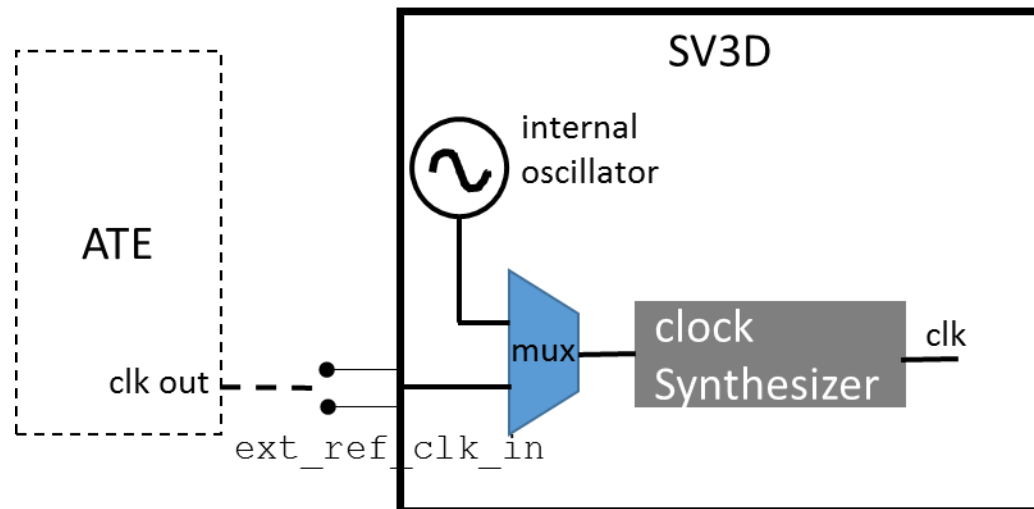 SV3D
internal
oscillator
ATE
mux
clock
Synthesizer
clk
clk out
ext_ref_clk_in